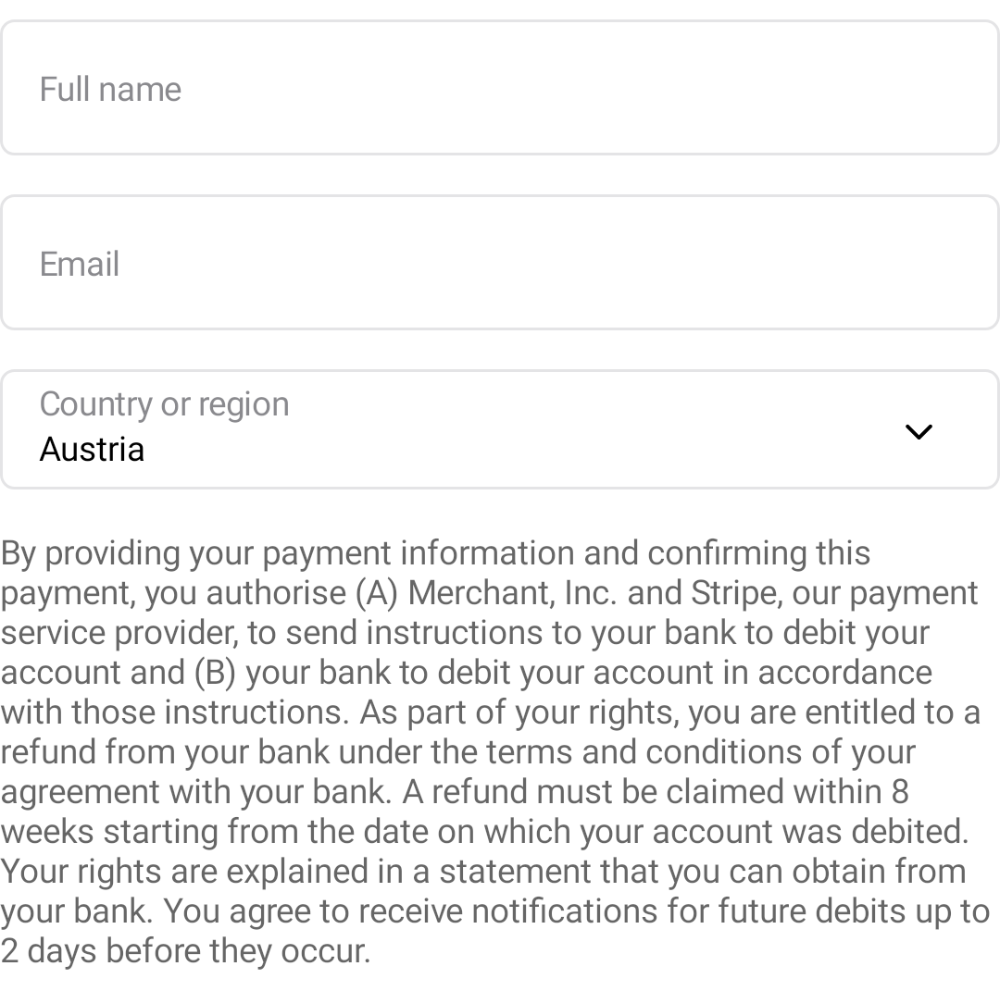 Full name
Email
Country or region
Austria
By providing your payment information and confirming this
payment, you authorise (A) Merchant, Inc. and Stripe, our payment
service provider, to send instructions to your bank to debit your
account and (B) your bank to debit your account in accordance
with those instructions. As part of your rights, you are entitled to a
refund from your bank under the terms and conditions of your
agreement with your bank. A refund must be claimed within 8
weeks starting from the date on which your account was debited.
Your rights are explained in a statement that you can obtain from
your bank. You agree to receive notifications for future debits up to
2 days before they occur.